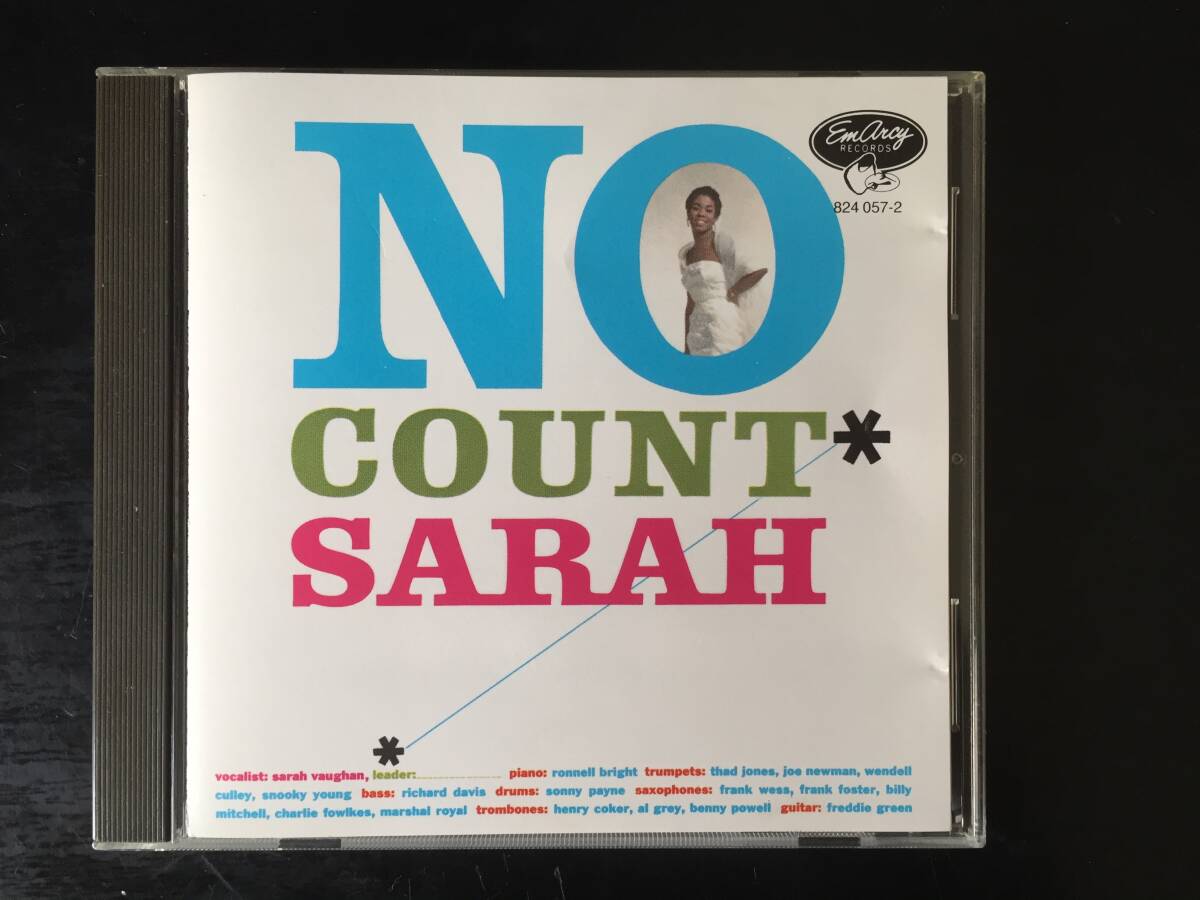 NO
EmArcy
RECORDS
824 057-2
COUNT*
SARAH
*
vocalist: sarah vaughan, leader:........................ piano: ronnell bright trumpets: thad jones, joe newman, wendell
culley, snooky young bass: richard davis drums: sonny payne saxophones: frank wess, frank foster, billy
mitchell, charlie fowlkes, marshal royal trombones: henry coker, al grey, benny powell guitar: freddie green